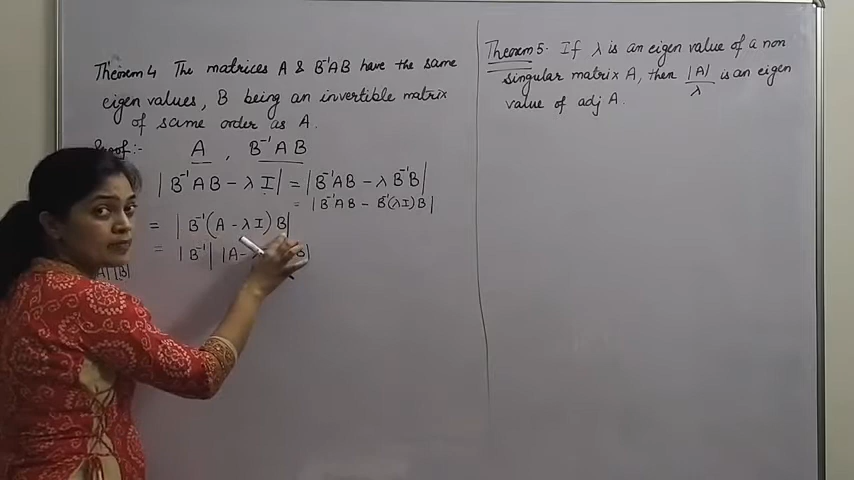 Theorem 4 The matrices A & B⁻¹AB have the same
eigen values, B being an invertible matrix
of same order as A.
Proof:- A , B⁻¹AB
|B⁻¹AB - λI| = |B⁻¹AB - λB⁻¹B|
= |B⁻¹AB - B⁻¹(λI)B|
= |B⁻¹(A - λI)B|
= |B⁻¹| |A - B|
|A| |B|
Theorem 5- If λ is an eigen value of a non
singular matrix A, then |A|/λ is an eigen
value of adj A.